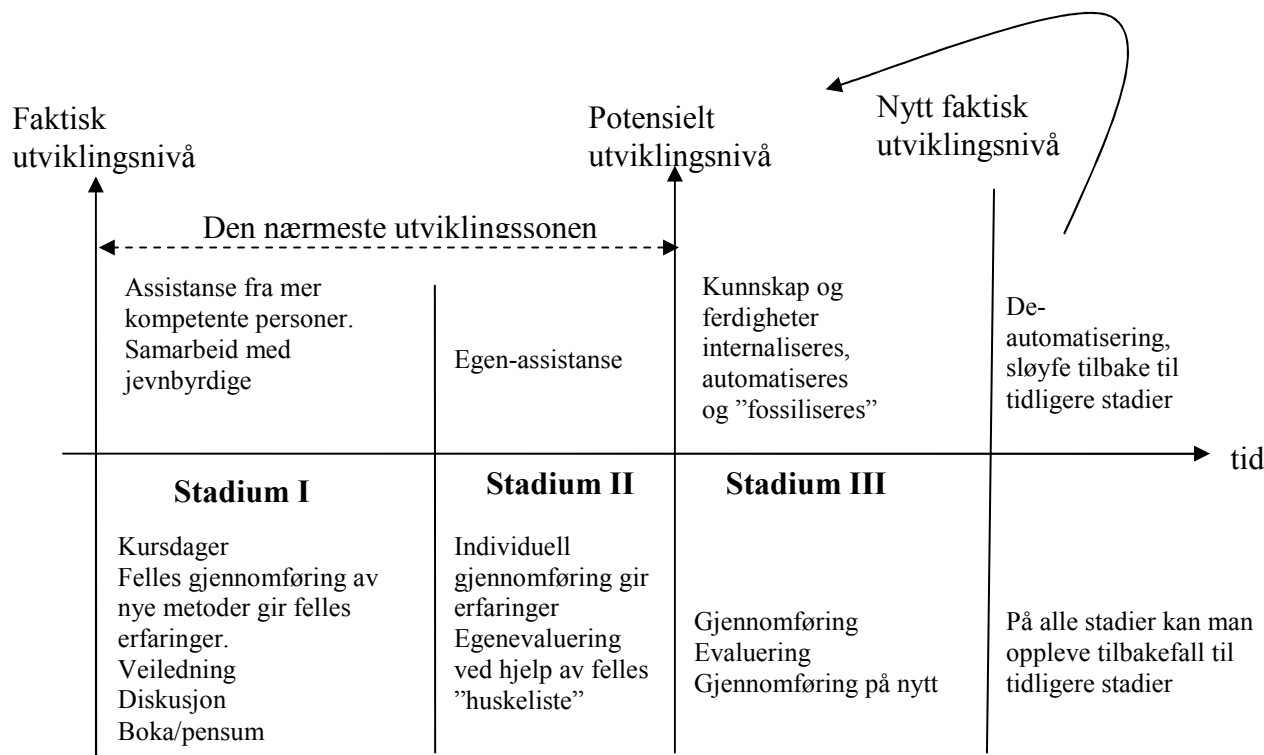 Faktisk
utviklingsnivå
Potensielt
utviklingsnivå
Nytt faktisk
utviklingsnivå
Den nærmeste utviklingssonen
Assistanse fra mer
kompetente personer.
Samarbeid med
jevnbyrdige
Egen-assistanse
Kunnskap og
ferdigheter
internaliseres,
automatiseres
og ”fossiliseres”
De-
automatisering,
sløyfe tilbake til
tidligere stadier
tid
Stadium I
Stadium II
Stadium III
Kursdager
Felles gjennomføring av
nye metoder gir felles
erfaringer.
Veiledning
Diskusjon
Boka/pensum
Individuell
gjennomføring gir
erfaringer
Egenevaluering
ved hjelp av felles
”huskeliste”
Gjennomføring
Evaluering
Gjennomføring på nytt
På alle stadier kan man
oppleve tilbakefall til
tidligere stadier